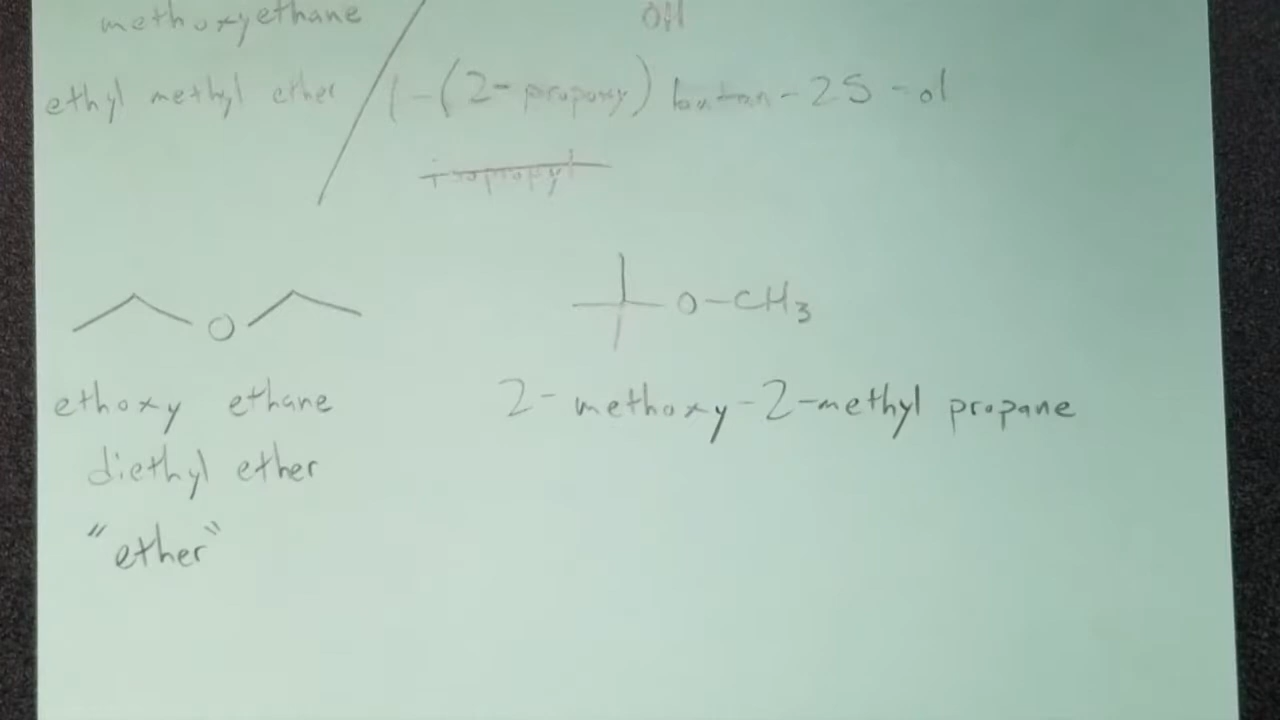 methoxyethane
OH
ethyl methyl ether
1-(2-propoxy) butan-2S-ol
isopropyl
O
O-CH3
ethoxy ethane
2-methoxy-2-methyl propane
diethyl ether
"ether"